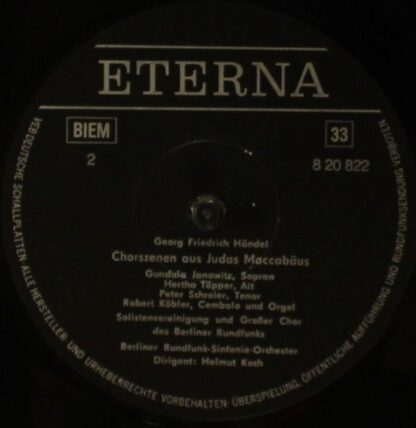 ETERNA
BIEM
33
2
8 20 822
Georg Friedrich Händel
Chorszenen aus Judas Maccabäus
Gundula Janowitz, Sopran
Hertha Töpper, Alt
Peter Schreier, Tenor
Robert Köbler, Cembalo und Orgel
Solistenvereinigung und Großer Chor
des Berliner Rundfunks
Berliner Rundfunk-Sinfonie-Orchester
Dirigent: Helmut Koch
VEB DEUTSCHE SCHALLPLATTEN · ALLE HERSTELLER- UND URHEBERRECHTE VORBEHALTEN ÜBERSPIELUNG, ÖFFENTLICHE AUFFÜHRUNG UND RUNDFUNKSENDUNG VERBOTEN